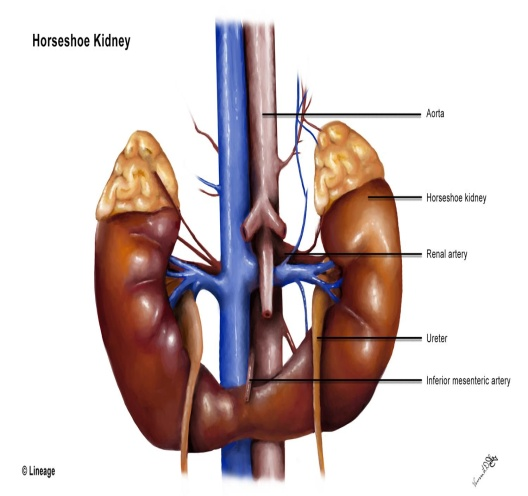 Horseshoe Kidney
Aorta
Horseshoe kidney
Renal artery
Ureter
Inferior mesenteric artery
© Lineage